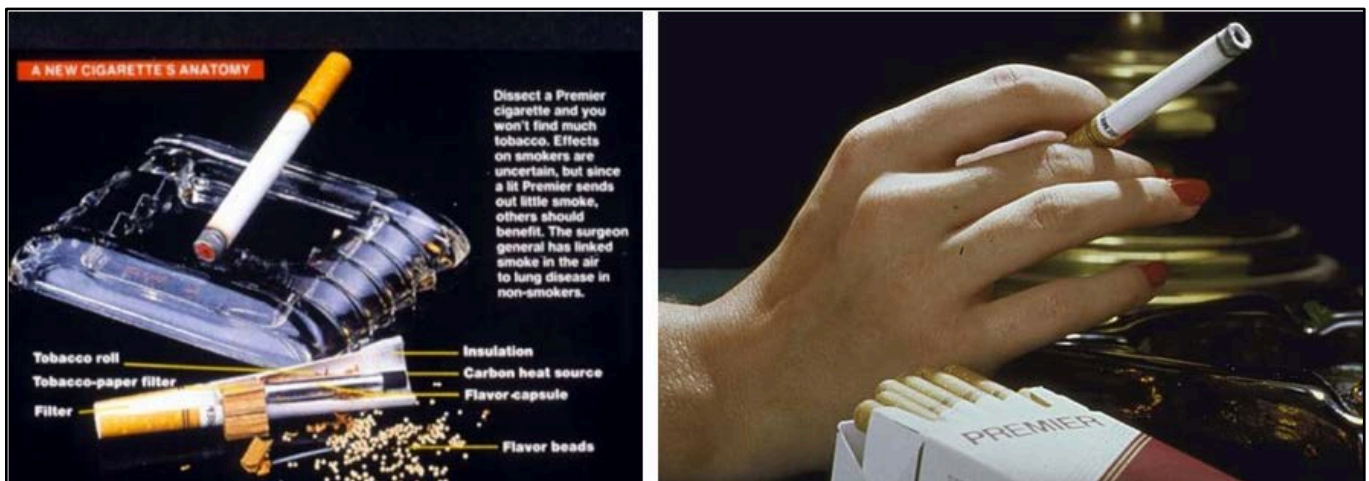 A NEW CIGARETTE'S ANATOMY
Dissect a Premier
cigarette and you
won't find much
tobacco. Effects
on smokers are
uncertain, but since
a lit Premier sends
out little smoke,
others should
benefit. The surgeon
general has linked
smoke in the air
to lung disease in
non-smokers.
Tobacco roll
Tobacco-paper filter
Filter
Insulation
Carbon heat source
Flavor capsule
Flavor beads
PREMIER